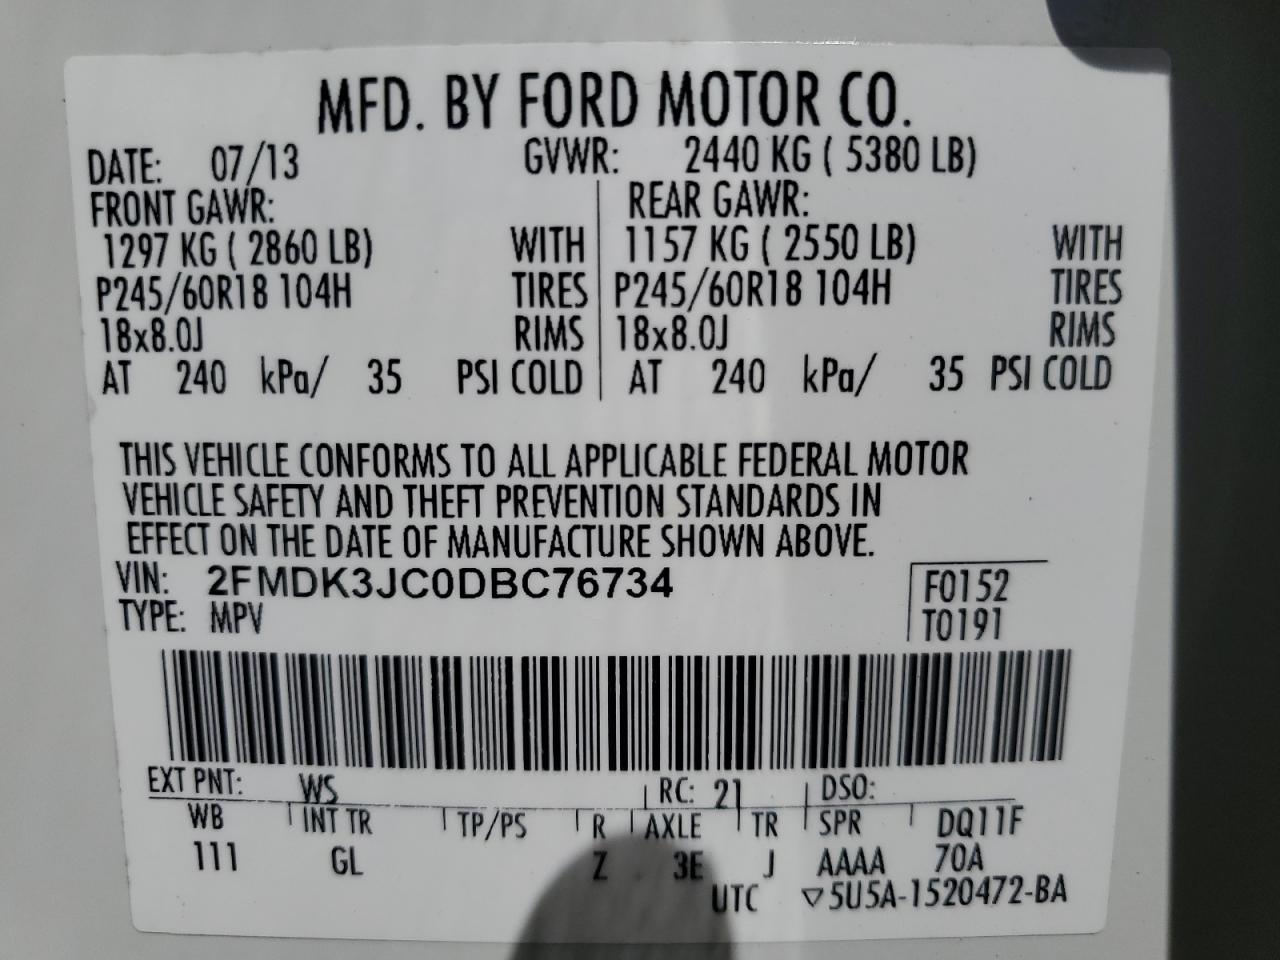 MFD. BY FORD MOTOR CO.
DATE: 07/13 GVWR: 2440 KG ( 5380 LB)
FRONT GAWR: REAR GAWR:
1297 KG ( 2860 LB) WITH 1157 KG ( 2550 LB) WITH
P245/60R18 104H TIRES P245/60R18 104H TIRES
18x8.0J RIMS 18x8.0J RIMS
AT 240 kPa/ 35 PSI COLD AT 240 kPa/ 35 PSI COLD
THIS VEHICLE CONFORMS TO ALL APPLICABLE FEDERAL MOTOR
VEHICLE SAFETY AND THEFT PREVENTION STANDARDS IN
EFFECT ON THE DATE OF MANUFACTURE SHOWN ABOVE.
VIN: 2FMDK3JC0DBC76734 F0152
TYPE: MPV T0191
EXT PNT: WS RC: 21 DSO:
WB INT TR TP/PS R AXLE TR SPR DQ11F
111 GL Z 3E J AAAA 70A
UTC ▽5U5A-1520472-BA